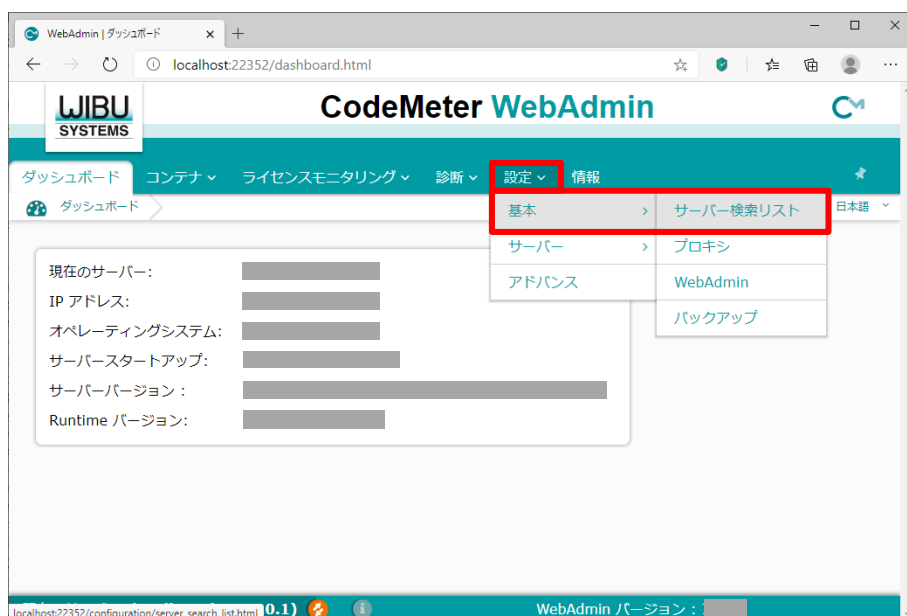 WebAdmin | ダッシュボード
localhost:22352/dashboard.html
WIBU
SYSTEMS
CodeMeter WebAdmin
CM
ダッシュボード コンテナ ライセンスモニタリング 診断 設定 情報
ダッシュボード
日本語
基本
サーバー検索リスト
サーバー
プロキシ
アドバンス
WebAdmin
バックアップ
現在のサーバー:
IP アドレス:
オペレーティングシステム:
サーバースタートアップ:
サーバーバージョン :
Runtime バージョン:
localhost:22352/configuration/server_search_list.html
0.1)
WebAdmin バージョン :